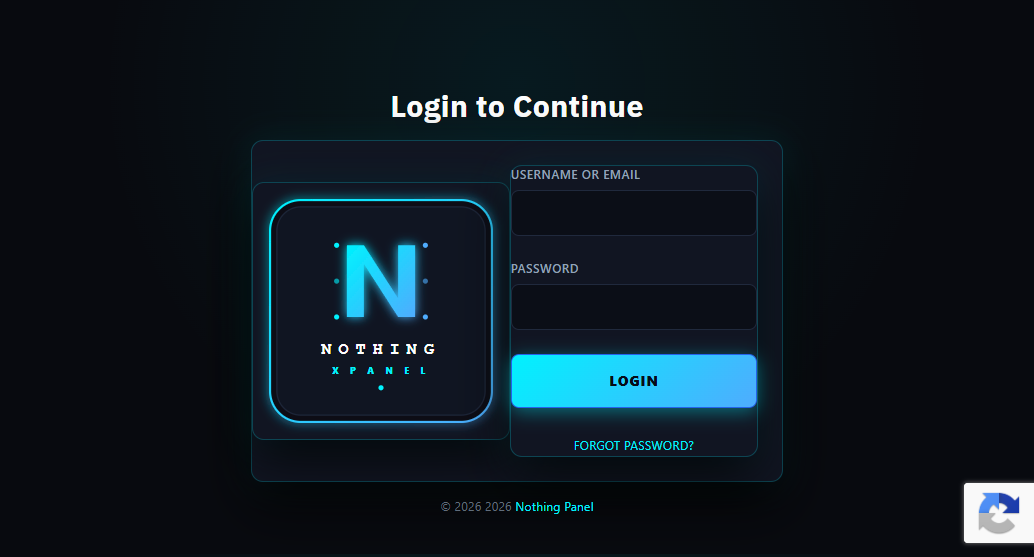 Login to Continue
N
NOTHING
XPANEL
USERNAME OR EMAIL
PASSWORD
LOGIN
FORGOT PASSWORD?
© 2026 2026 Nothing Panel